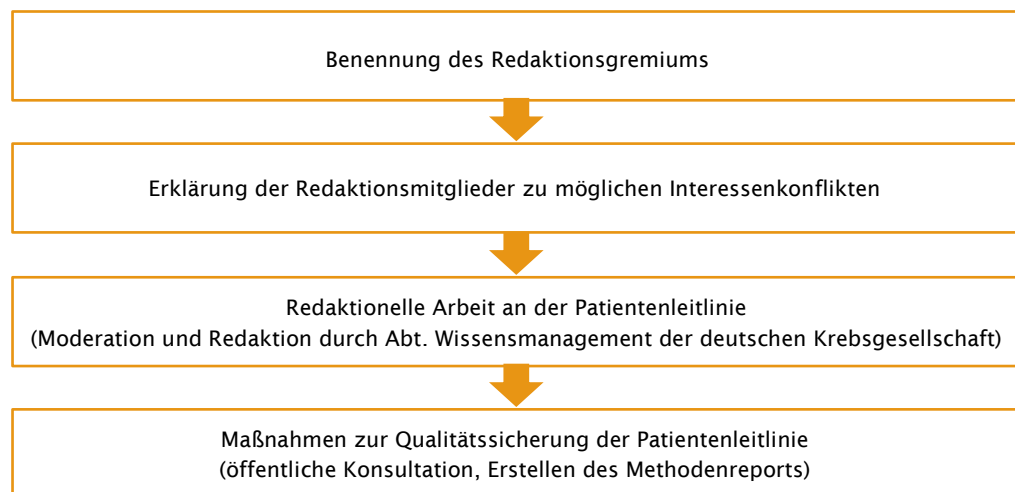 Benennung des Redaktionsgremiums
Erklärung der Redaktionsmitglieder zu möglichen Interessenkonflikten
Redaktionelle Arbeit an der Patientenleitlinie
(Moderation und Redaktion durch Abt. Wissensmanagement der deutschen Krebsgesellschaft)
Maßnahmen zur Qualitätssicherung der Patientenleitlinie
(öffentliche Konsultation, Erstellen des Methodenreports)